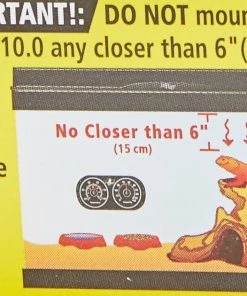 RTANT!: DO NOT moun
10.0 any closer than 6"(
No Closer than 6"
(15 cm)
e